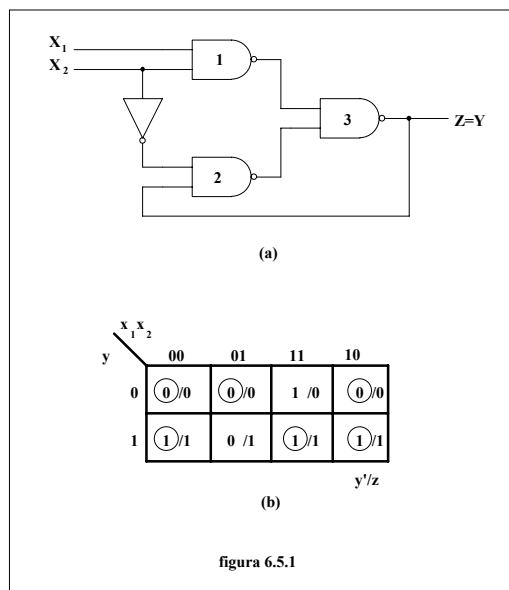 X1
1
X2
3
Z=Y
2
(a)
x1x2
y
00 01 11 10
0 0/0 0/0 1 /0 0/0
1 1/1 0 /1 1/1 1/1
y'/z
(b)
figura 6.5.1